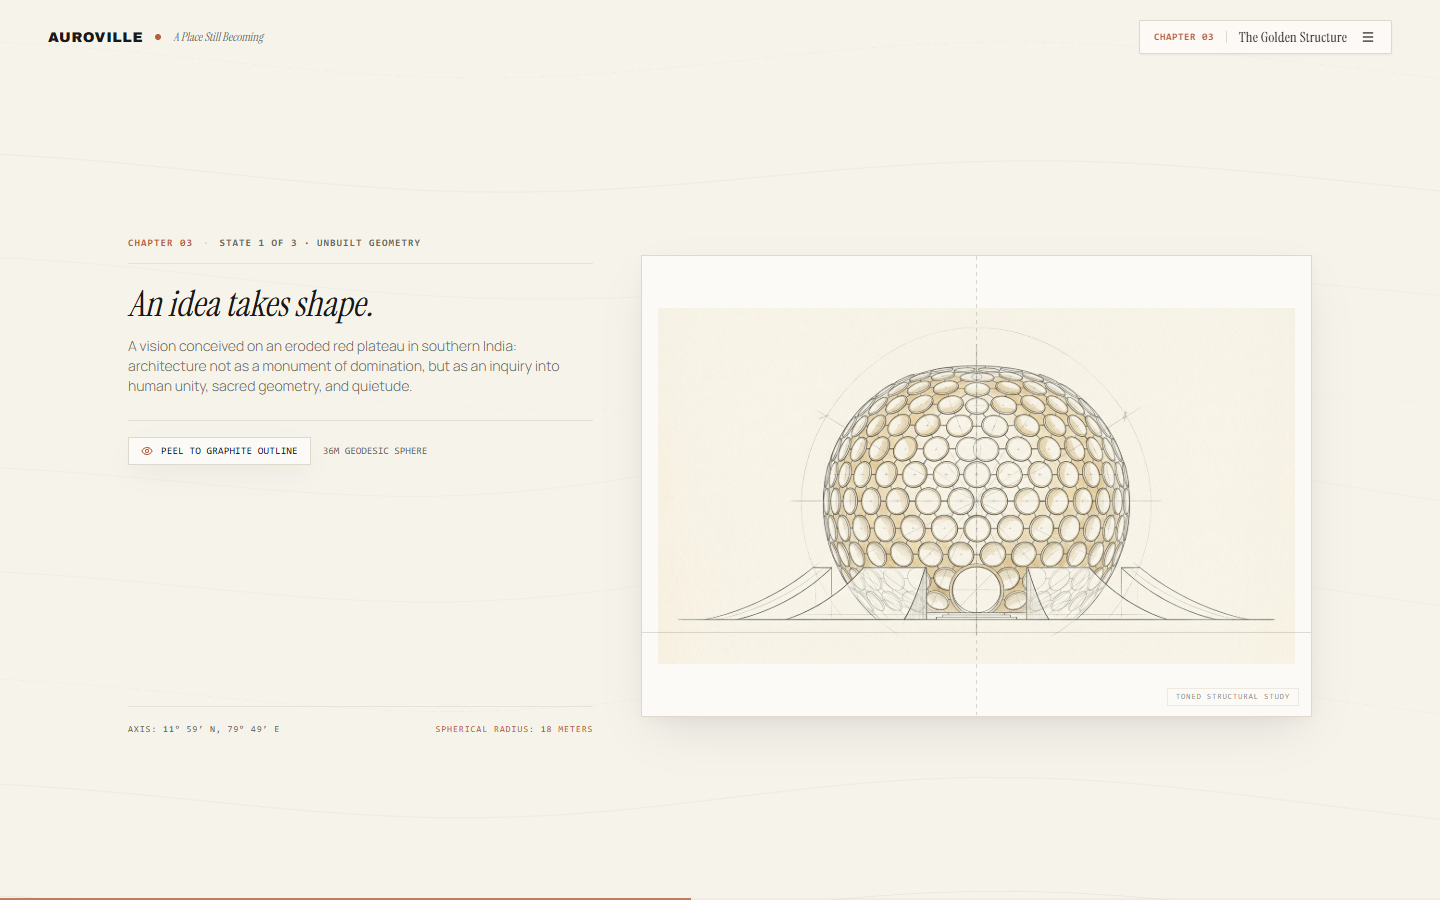 AUROVILLE • A Place Still Becoming
CHAPTER 03 | The Golden Structure
CHAPTER 03 · STATE 1 OF 3 · UNBUILT GEOMETRY
An idea takes shape.
A vision conceived on an eroded red plateau in southern India:
architecture not as a monument of domination, but as an inquiry into
human unity, sacred geometry, and quietude.
PEEL TO GRAPHITE OUTLINE
36M GEODESIC SPHERE
TONED STRUCTURAL STUDY
AXIS: 11° 59′ N, 79° 49′ E
SPHERICAL RADIUS: 18 METERS